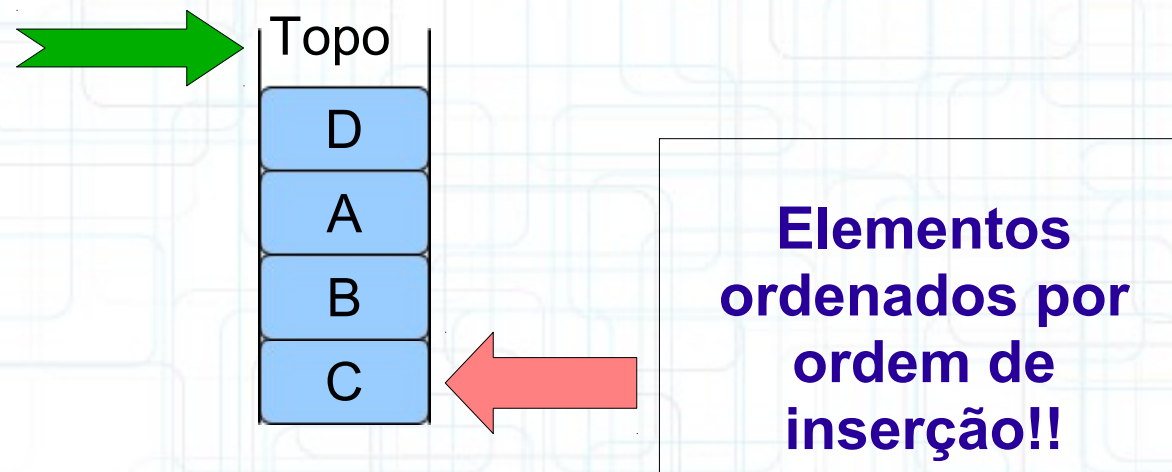 Topo
D
A
B
C
Elementos
ordenados por
ordem de
inserção!!